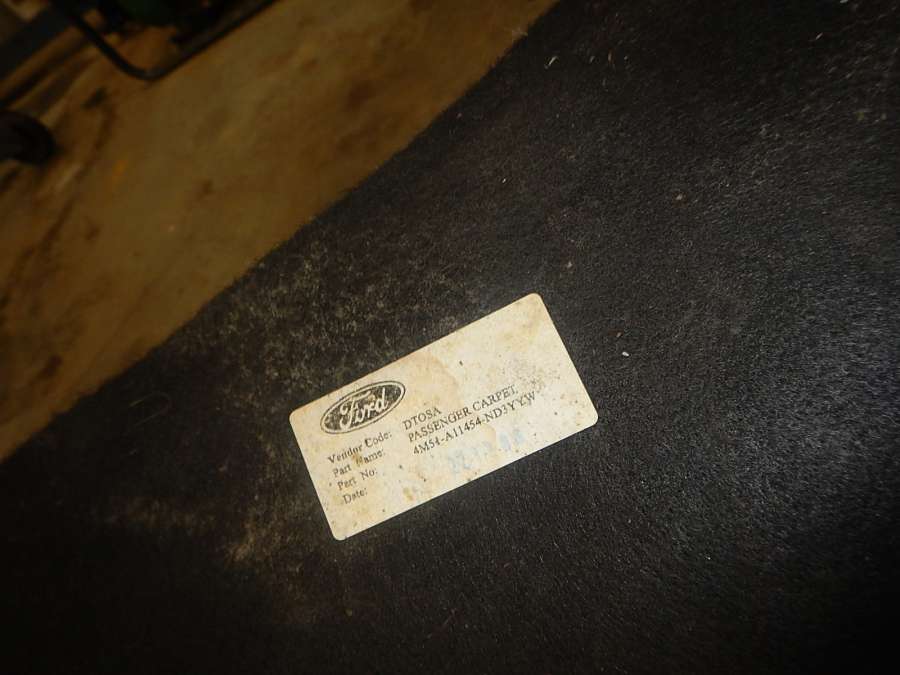 Ford
Vendor Code: DTOSA
Part Name: PASSENGER CARPET,
Part No: 4M54-A11454-ND3YYW
Date: